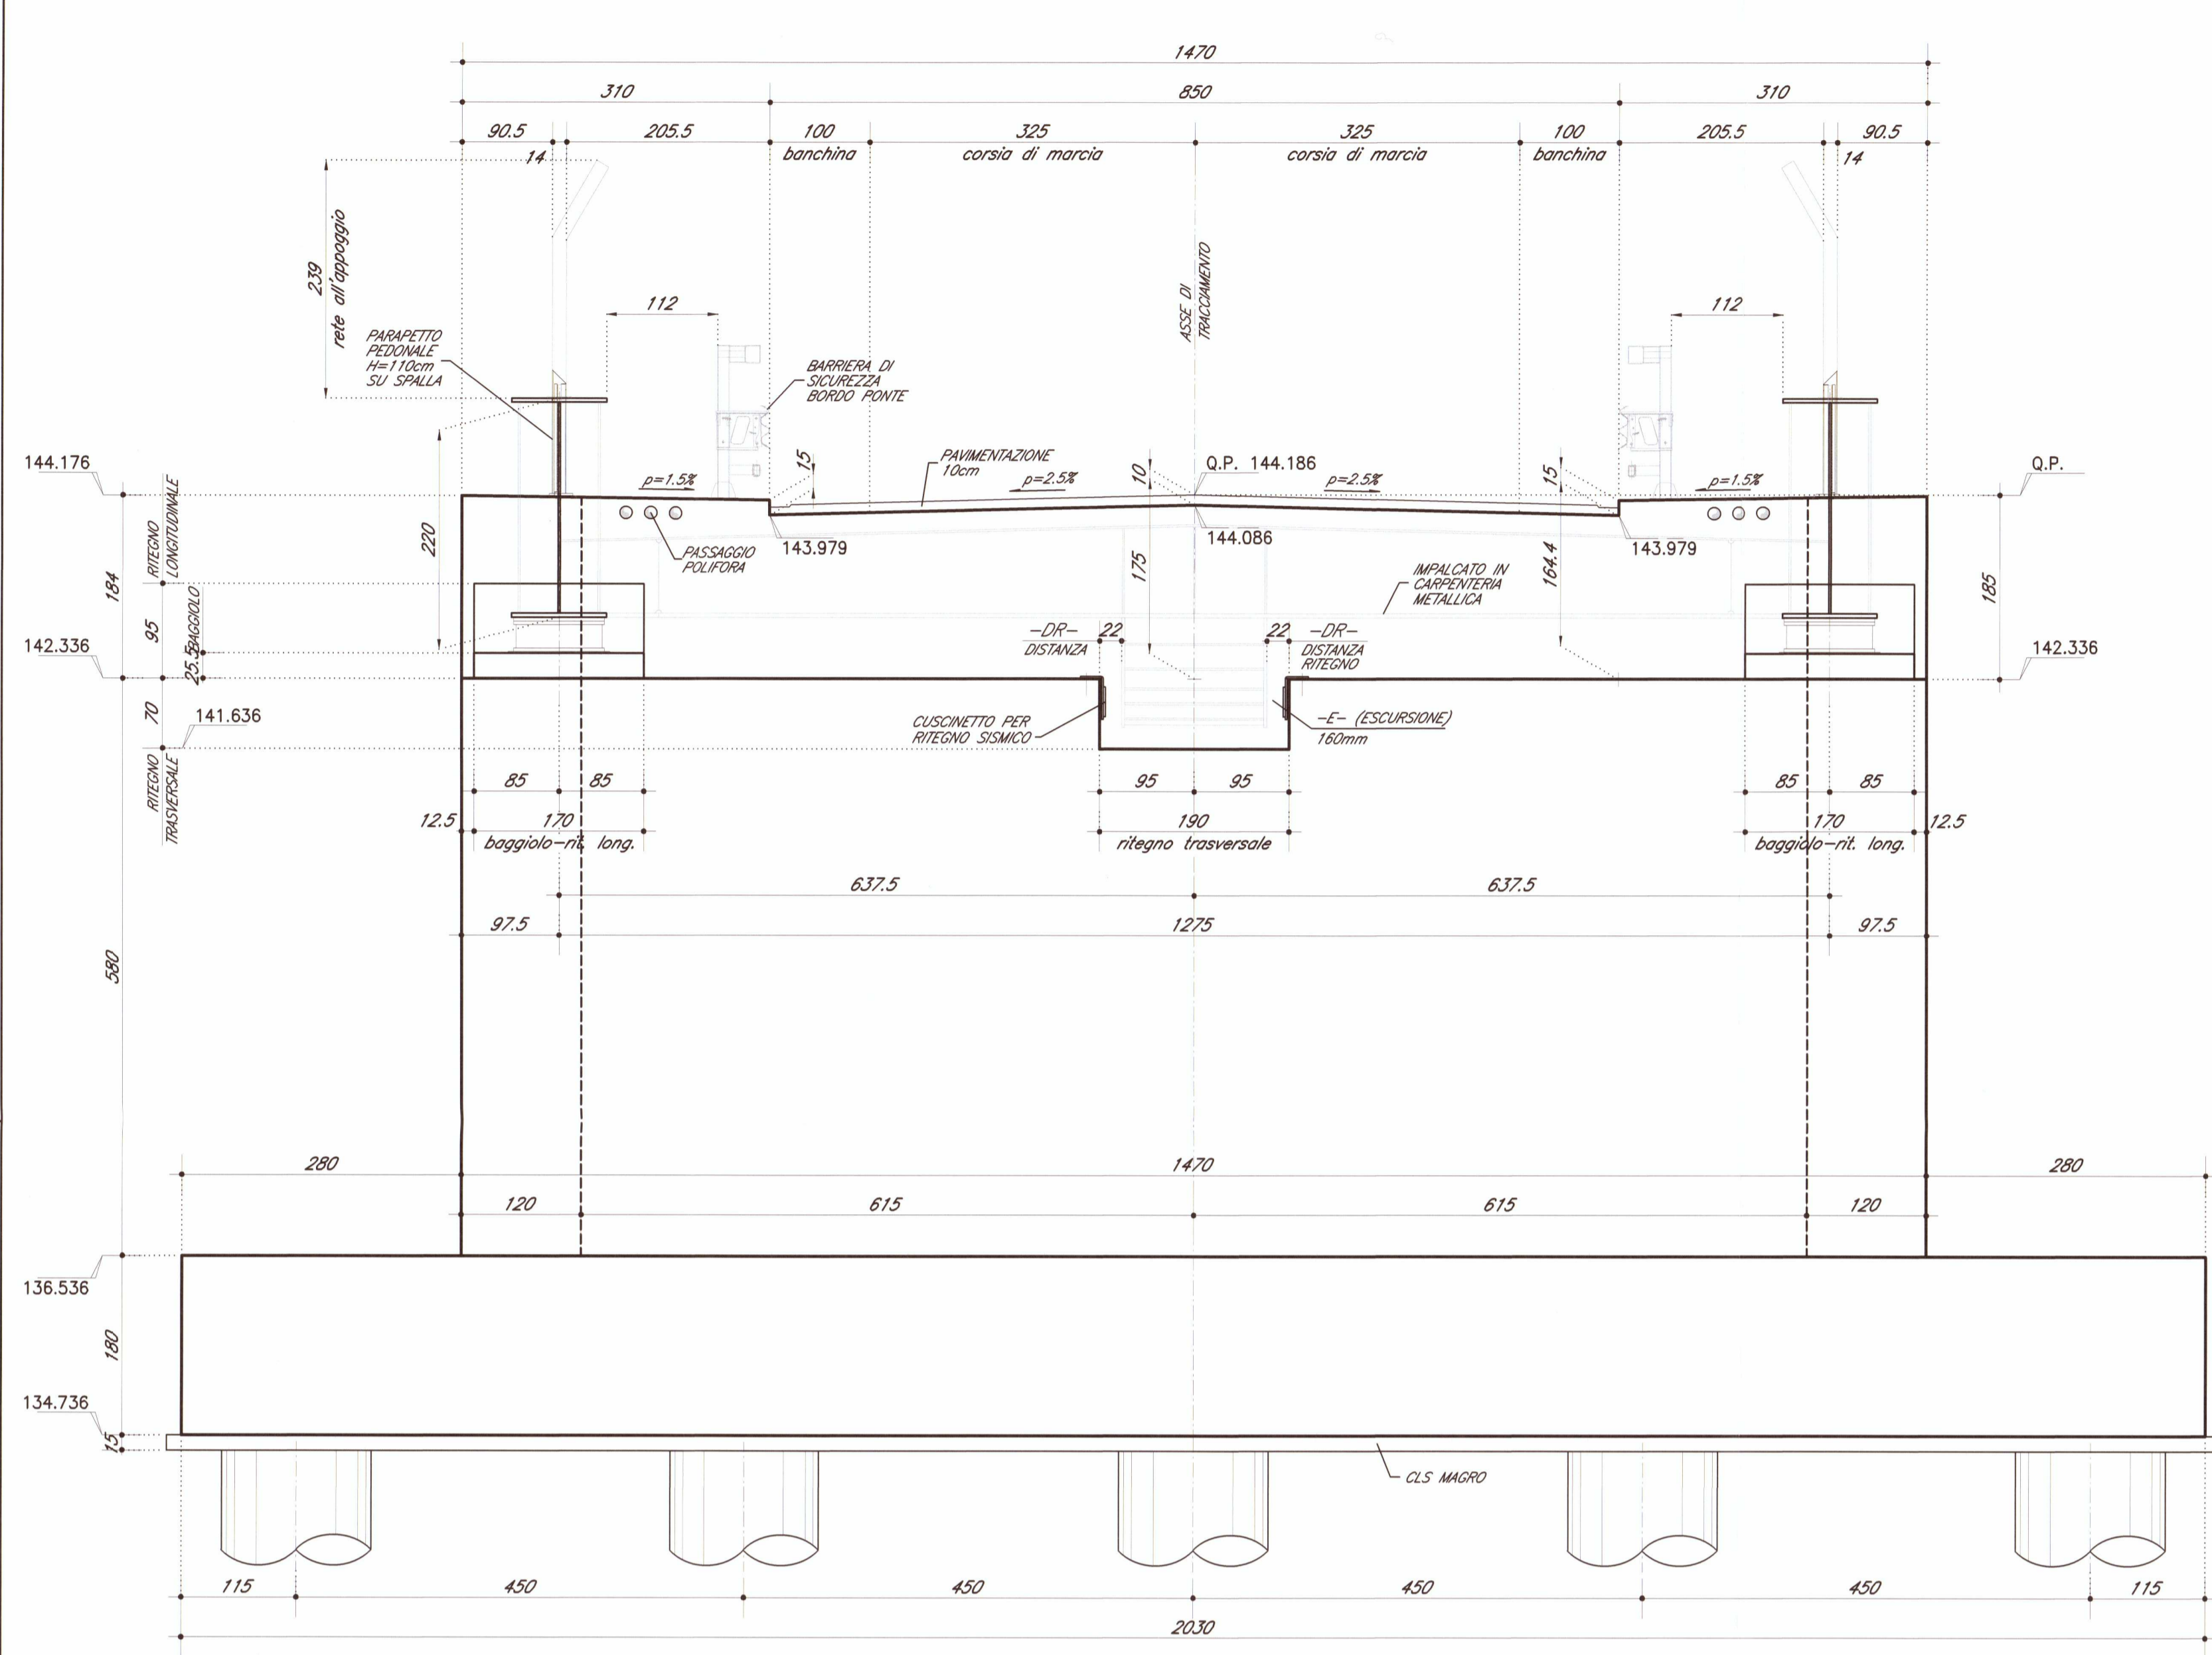 1470
310
850
310
90.5
205.5
100
325
325
100
205.5
90.5
14
banchina
corsia di marcia
corsia di marcia
banchina
14
239
rete all'appoggio
112
112
ASSE DI
TRACCIAMENTO
PARAPETTO
PEDONALE
H=110cm
SU SPALLA
BARRIERA DI
SICUREZZA
BORDO PONTE
144.176
220
p=1.5%
15
PAVIMENTAZIONE
10cm
p=2.5%
10
Q.P. 144.186
p=2.5%
15
p=1.5%
Q.P.
RITEGNO
LONGITUDINALE
184
PASSAGGIO
POLIFORA
143.979
144.086
143.979
175
164.4
IMPALCATO IN
CARPENTERIA
METALLICA
185
95
BAGGIOLO
25.5
142.336
-DR-
DISTANZA
22
22
-DR-
DISTANZA
RITEGNO
142.336
70
141.636
CUSCINETTO PER
RITEGNO SISMICO
-E- (ESCURSIONE)
160mm
RITEGNO
TRASVERSALE
85
85
95
95
85
85
12.5
170
baggiolo-rit. long.
190
ritegno trasversale
170
baggiolo-rit. long.
12.5
637.5
637.5
97.5
1275
97.5
580
280
1470
280
120
615
615
120
136.536
180
134.736
15
CLS MAGRO
115
450
450
450
450
115
2030